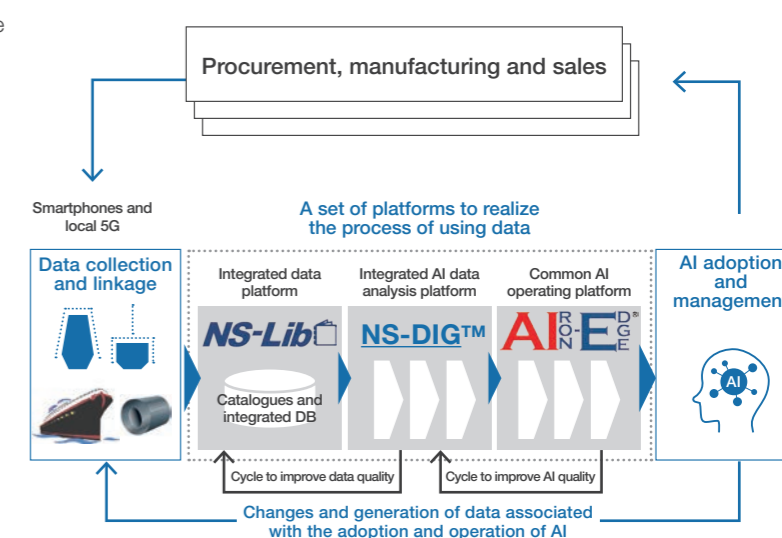 e
Procurement, manufacturing and sales
Smartphones and
local 5G
A set of platforms to realize
the process of using data
Data collection
and linkage
Integrated data
platform
NS-Lib
Catalogues and
integrated DB
Integrated AI data
analysis platform
NS-DIG™
Common AI
operating platform
AIRON-EDGE®
AI adoption
and
managemen
AI
Cycle to improve data quality
Cycle to improve AI quality
Changes and generation of data associated
with the adoption and operation of AI